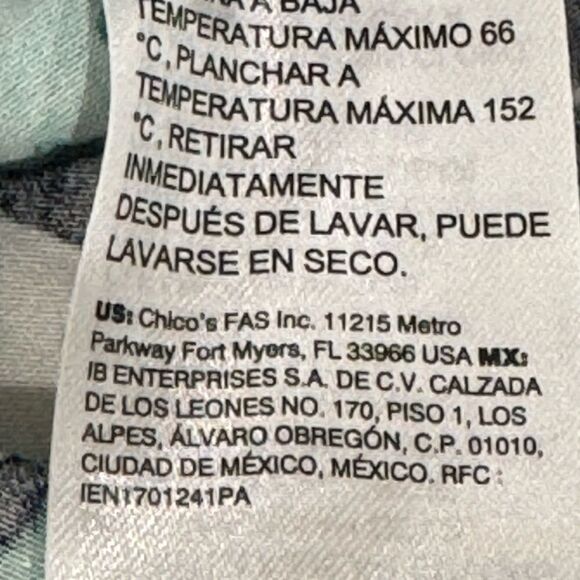 A BAJA
TEMPERATURA MÁXIMO 66
°C, PLANCHAR A
TEMPERATURA MÁXIMA 152
°C, RETIRAR
INMEDIATAMENTE
DESPUÉS DE LAVAR, PUEDE
LAVARSE EN SECO.
US: Chico's FAS Inc. 11215 Metro
Parkway Fort Myers, FL 33966 USA MX:
IB ENTERPRISES S.A. DE C.V. CALZADA
DE LOS LEONES NO. 170, PISO 1, LOS
ALPES, ÁLVARO OBREGÓN, C.P. 01010,
CIUDAD DE MÉXICO, MÉXICO. RFC :
IEN1701241PA